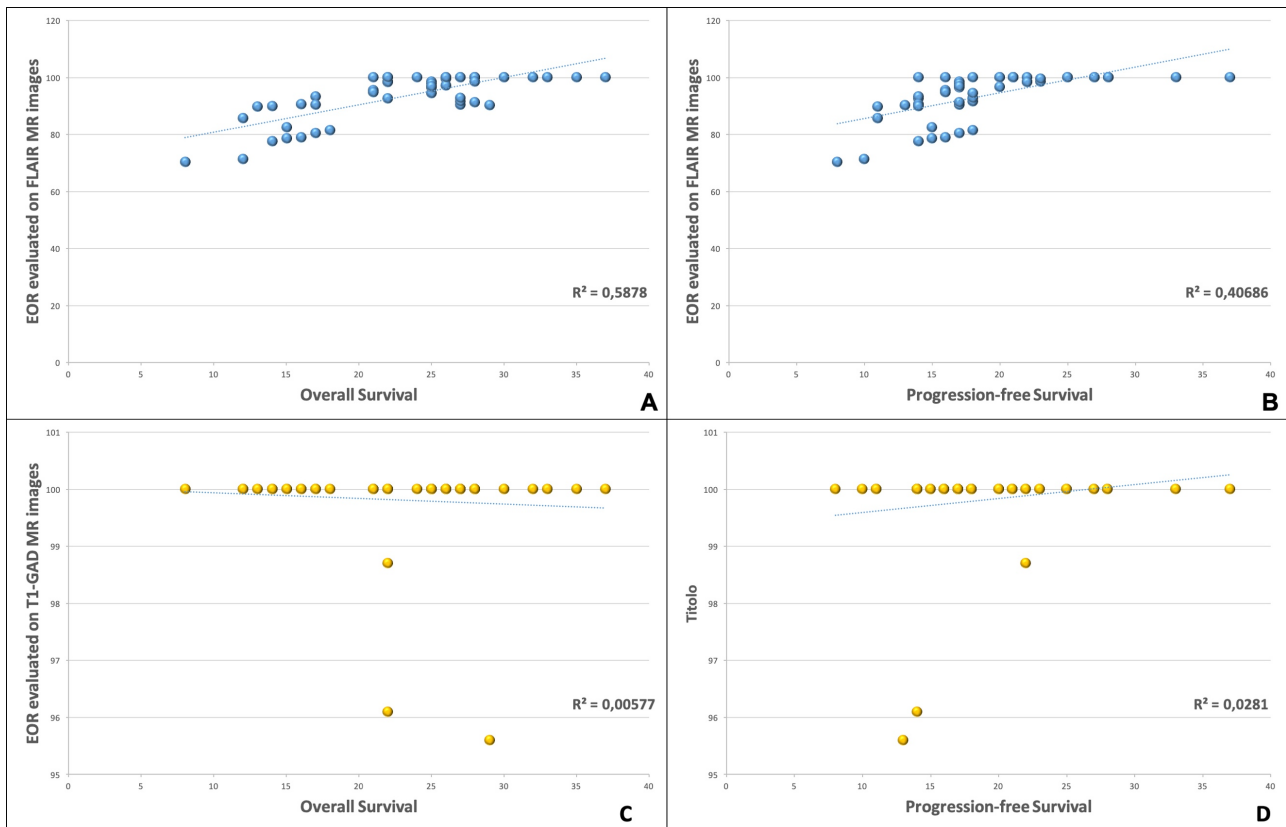 120
100
80
60
40
20
0
EOR evaluated on FLAIR MR images
R² = 0,5878
0 5 10 15 20 25 30 35 40
Overall Survival
A
120
100
80
60
40
20
0
EOR evaluated on FLAIR MR images
R² = 0,40686
0 5 10 15 20 25 30 35 40
Progression-free Survival
B
101
100
99
98
97
96
95
EOR evaluated on T1-GAD MR images
R² = 0,00577
0 5 10 15 20 25 30 35 40
Overall Survival
C
101
100
99
98
97
96
95
Titolo
R² = 0,0281
0 5 10 15 20 25 30 35 40
Progression-free Survival
D